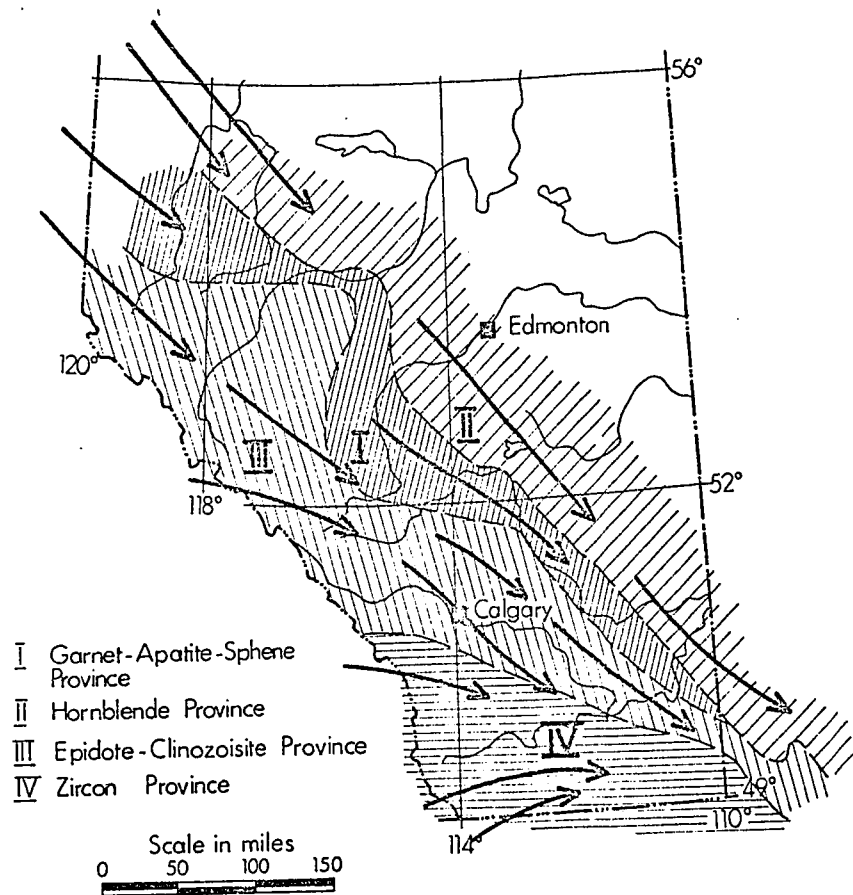 56°
Edmonton
120°
II
I
III
52°
118°
Calgary
I Garnet-Apatite-Sphene
Province
II Hornblende Province
III Epidote-Clinozoisite Province
IV Zircon Province
IV
49°
110°
114°
Scale in miles
0 50 100 150